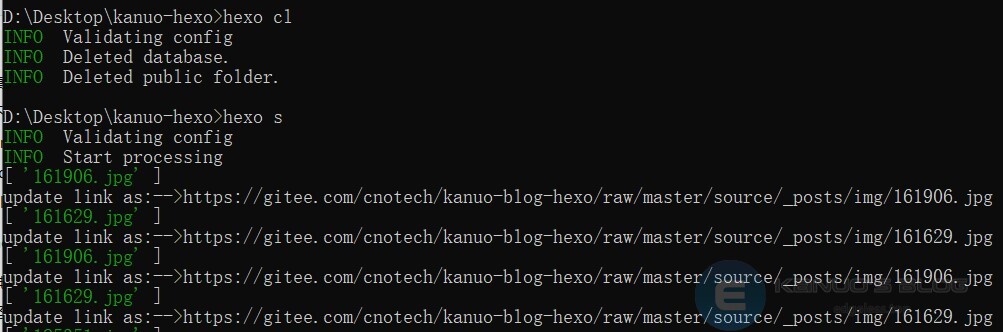 D:\Desktop\kanuo-hexo>hexo cl
INFO  Validating config
INFO  Deleted database.
INFO  Deleted public folder.
D:\Desktop\kanuo-hexo>hexo s
INFO  Validating config
INFO  Start processing
[ '161906.jpg' ]
update link as:-->https://gitee.com/cnotech/kanuo-blog-hexo/raw/master/source/_posts/img/161906.jpg
[ '161629.jpg' ]
update link as:-->https://gitee.com/cnotech/kanuo-blog-hexo/raw/master/source/_posts/img/161629.jpg
[ '161906.jpg' ]
update link as:-->https://gitee.com/cnotech/kanuo-blog-hexo/raw/master/source/_posts/img/161906.jpg
[ '161629.jpg' ]
update link as:-->https://gitee.com/cnotech/kanuo-blog-hexo/raw/master/source/_posts/img/161629.jpg
KANUO'S BLOG